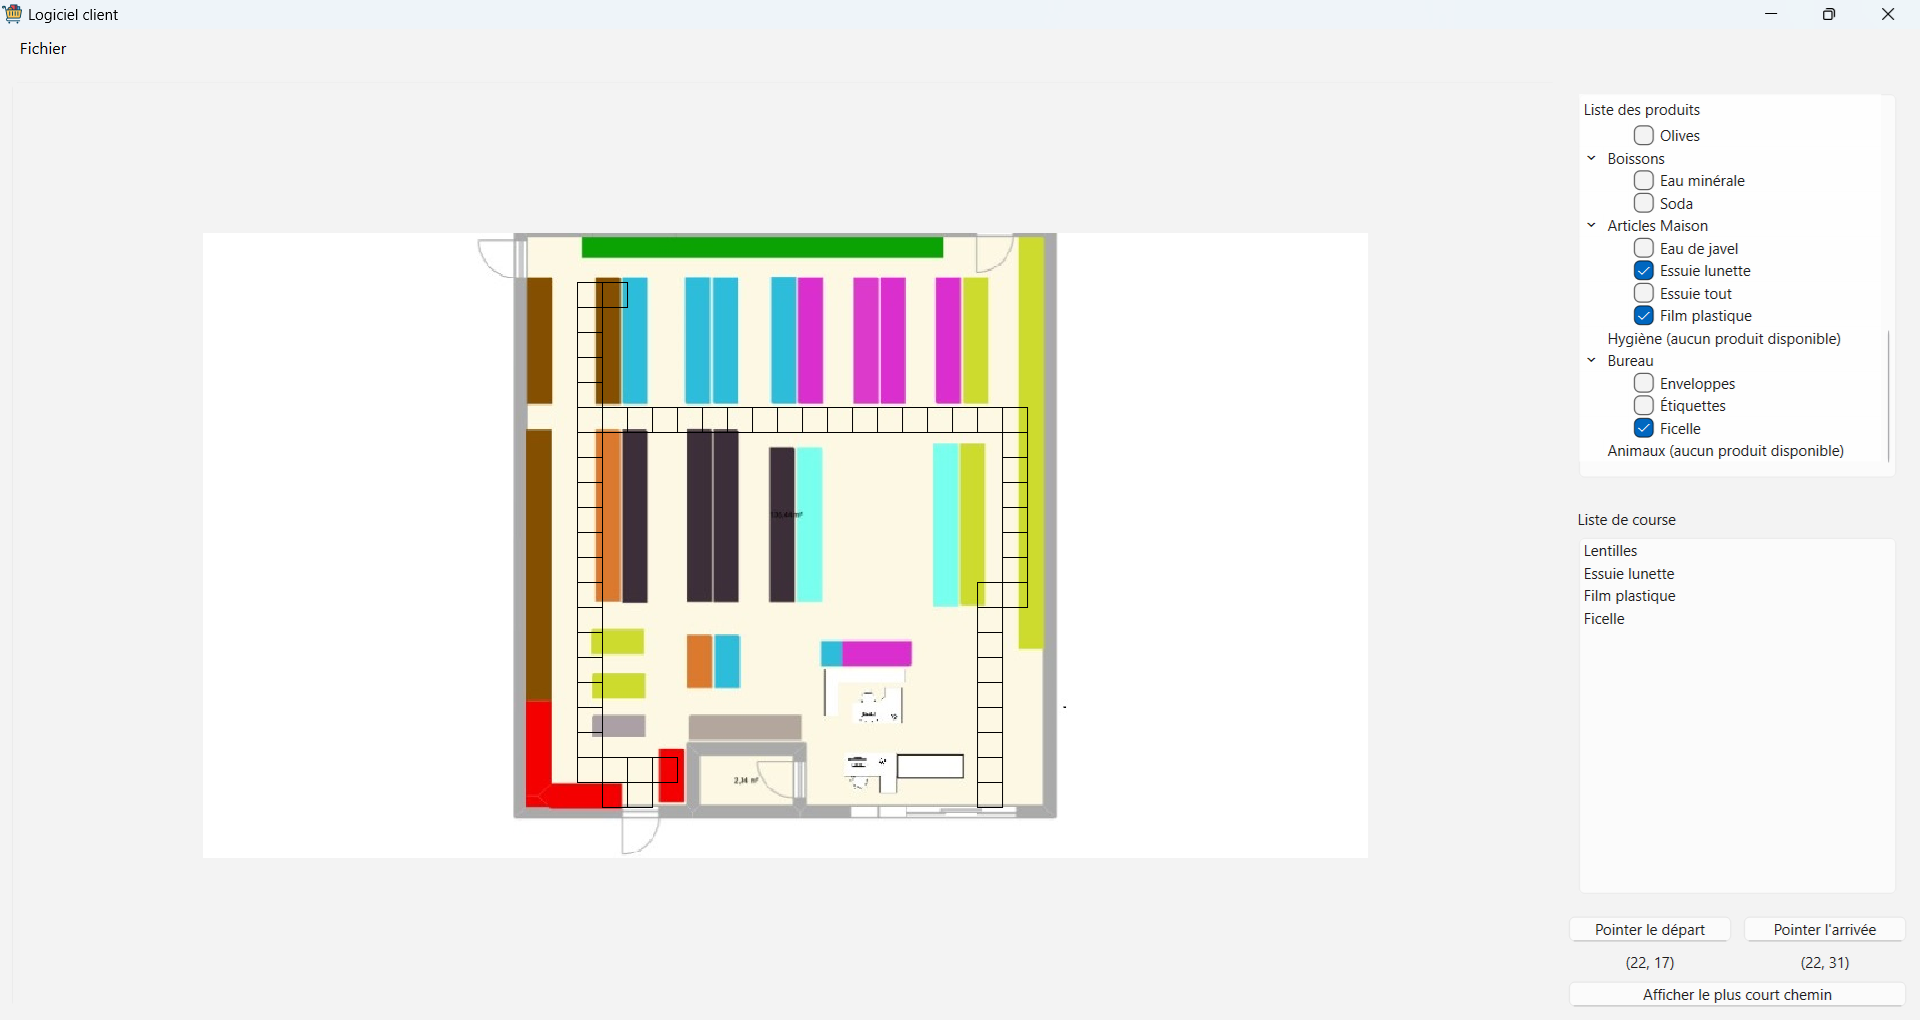 Logiciel client
Fichier
Liste des produits
Olives
Boissons
Eau minérale
Soda
Articles Maison
Eau de javel
Essuie lunette
Essuie tout
Film plastique
Hygiène (aucun produit disponible)
Bureau
Enveloppes
Étiquettes
Ficelle
Animaux (aucun produit disponible)
2,14 m²
Liste de course
Lentilles
Essuie lunette
Film plastique
Ficelle
Pointer le départ
Pointer l'arrivée
(22, 17)
(22, 31)
Afficher le plus court chemin